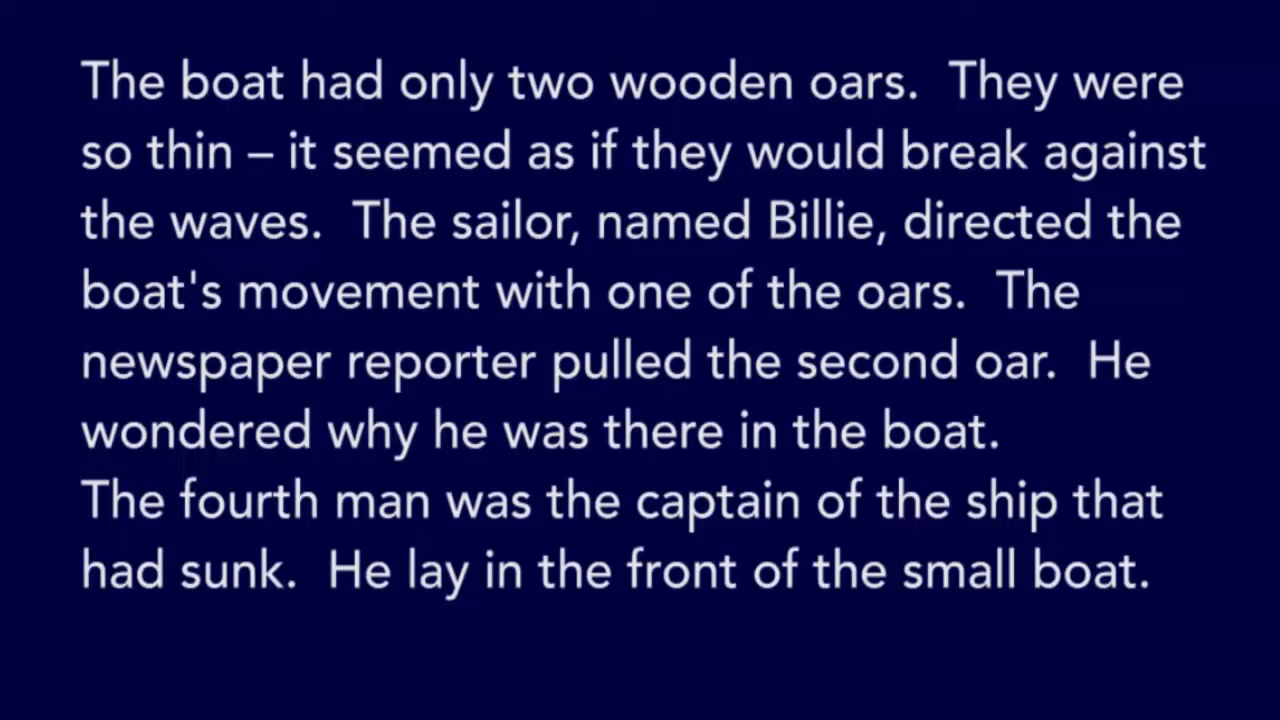 The boat had only two wooden oars.  They were
so thin – it seemed as if they would break against
the waves.  The sailor, named Billie, directed the
boat's movement with one of the oars.  The
newspaper reporter pulled the second oar.  He
wondered why he was there in the boat.
The fourth man was the captain of the ship that
had sunk.  He lay in the front of the small boat.